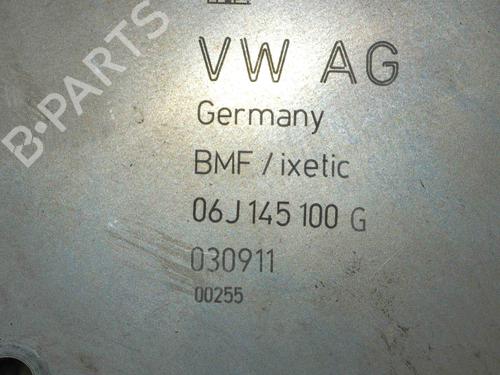 B-PARTS
VW AG
Germany
BMF / ixetic
06J 145 100 G
030911
00255